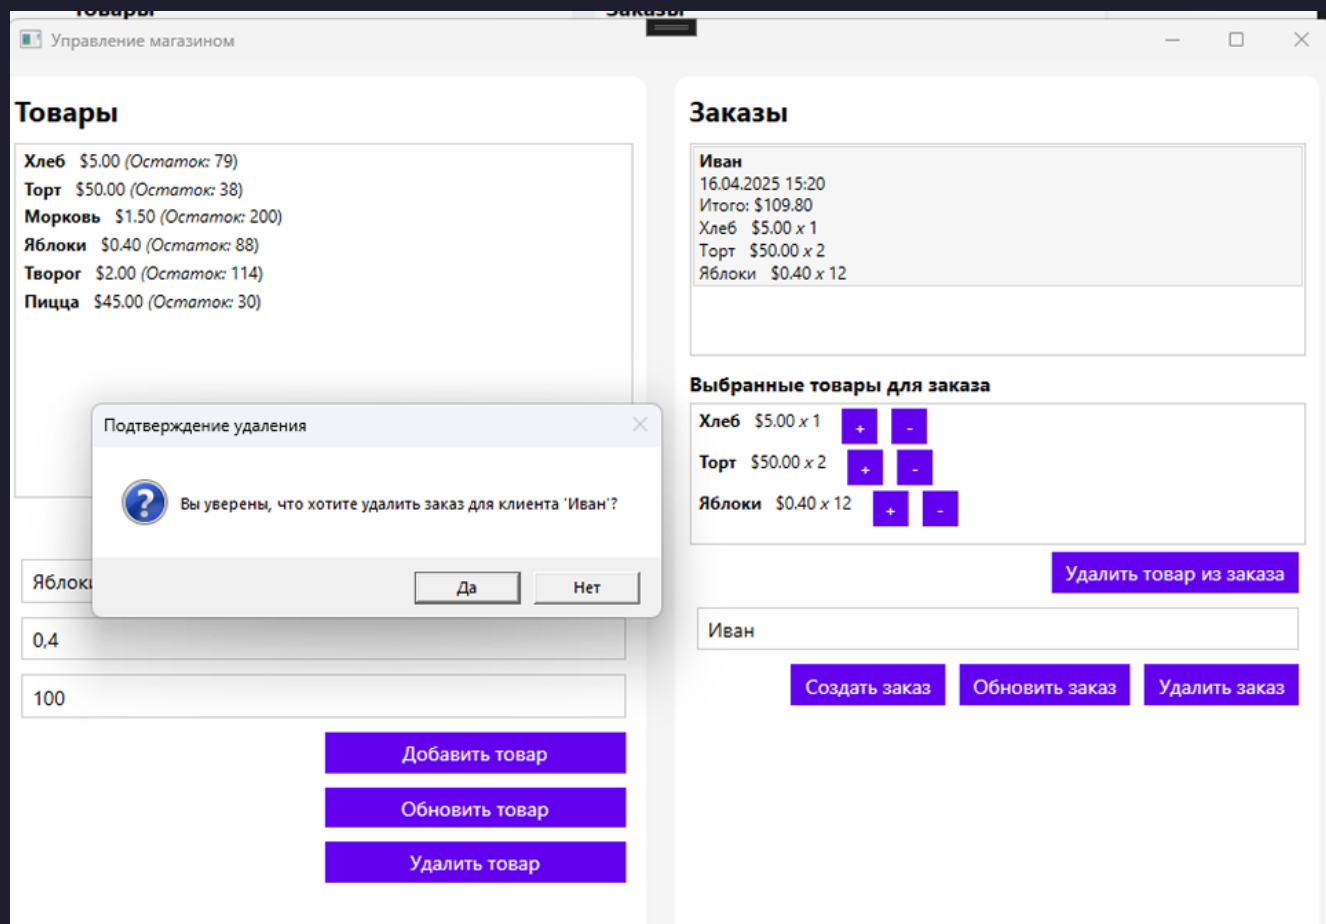 Товары
Заказы
Управление магазином
Товары
Хлеб $5.00 (Остаток: 79)
Торт $50.00 (Остаток: 38)
Морковь $1.50 (Остаток: 200)
Яблоки $0.40 (Остаток: 88)
Творог $2.00 (Остаток: 114)
Пицца $45.00 (Остаток: 30)
Подтверждение удаления
Вы уверены, что хотите удалить заказ для клиента 'Иван'?
Да
Нет
Яблоки
0,4
100
Добавить товар
Обновить товар
Удалить товар
Заказы
Иван
16.04.2025 15:20
Итого: $109.80
Хлеб $5.00 x 1
Торт $50.00 x 2
Яблоки $0.40 x 12
Выбранные товары для заказа
Хлеб $5.00 x 1 + -
Торт $50.00 x 2 + -
Яблоки $0.40 x 12 + -
Удалить товар из заказа
Иван
Создать заказ
Обновить заказ
Удалить заказ